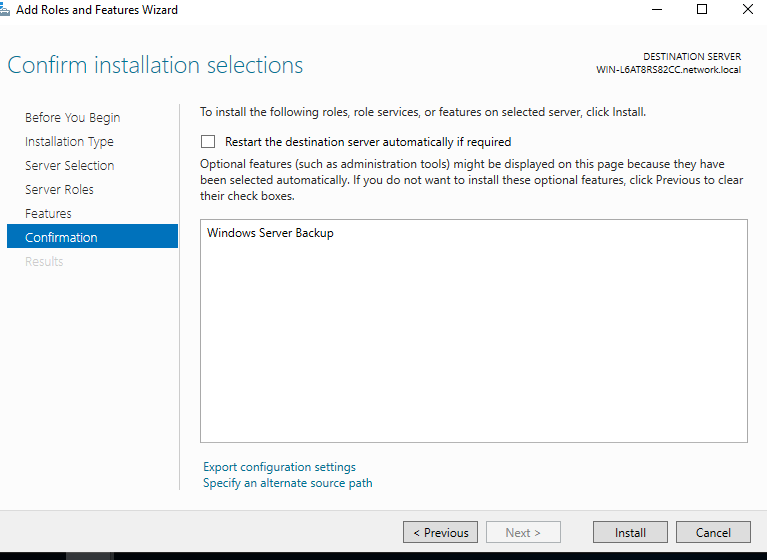 Add Roles and Features Wizard
Confirm installation selections
DESTINATION SERVER
WIN-L6AT8RS82CC.network.local
Before You Begin
Installation Type
Server Selection
Server Roles
Features
Confirmation
Results
To install the following roles, role services, or features on selected server, click Install.
Restart the destination server automatically if required
Optional features (such as administration tools) might be displayed on this page because they have
been selected automatically. If you do not want to install these optional features, click Previous to clear
their check boxes.
Windows Server Backup
Export configuration settings
Specify an alternate source path
< Previous
Next >
Install
Cancel